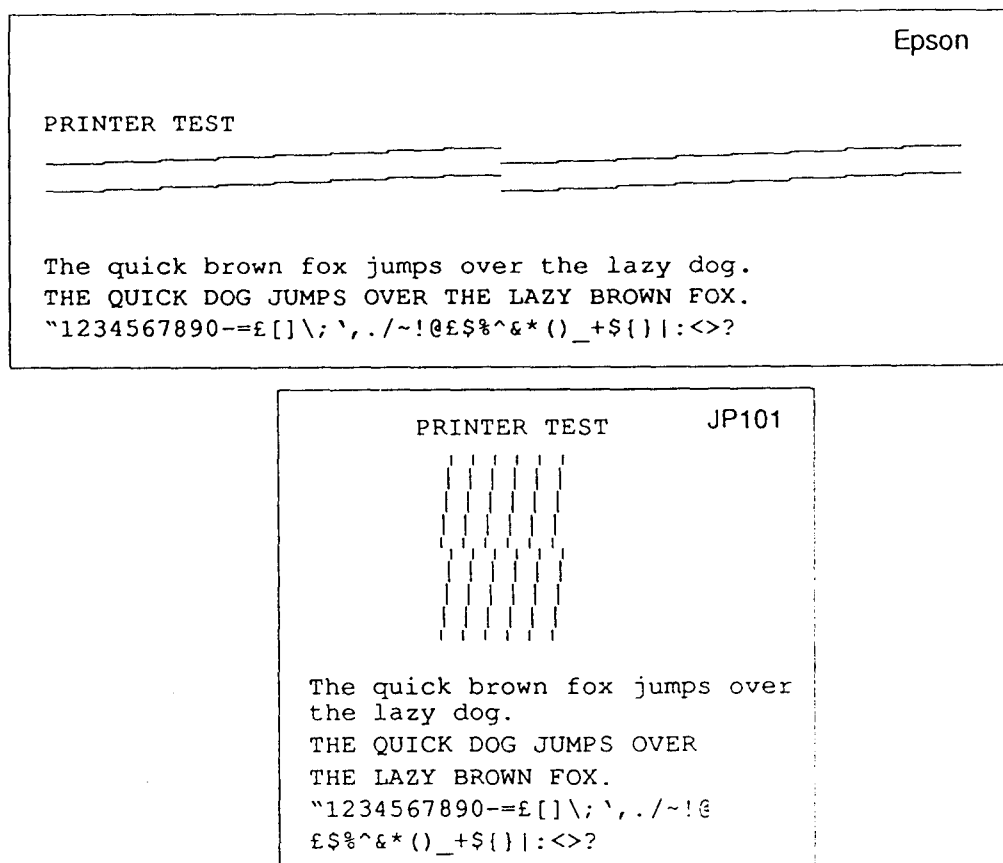 Epson
PRINTER TEST
The quick brown fox jumps over the lazy dog.
THE QUICK DOG JUMPS OVER THE LAZY BROWN FOX.
"1234567890-=£[]\;`,./~!@£$%^&*()_+${}|:<>?
PRINTER TEST JP101
The quick brown fox jumps over
the lazy dog.
THE QUICK DOG JUMPS OVER
THE LAZY BROWN FOX.
"1234567890-=£[]\;`,./~!@
£$%^&*()_+${}|:<>?